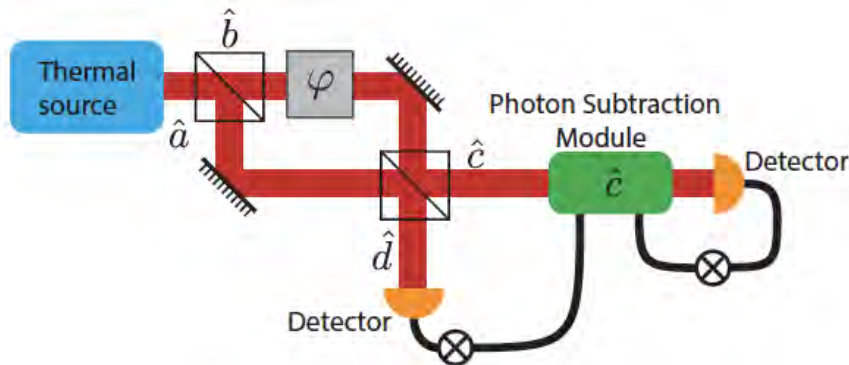 Thermal
source
b̂
â
φ
Photon Subtraction
Module
ĉ
ĉ
Detector
d̂
Detector